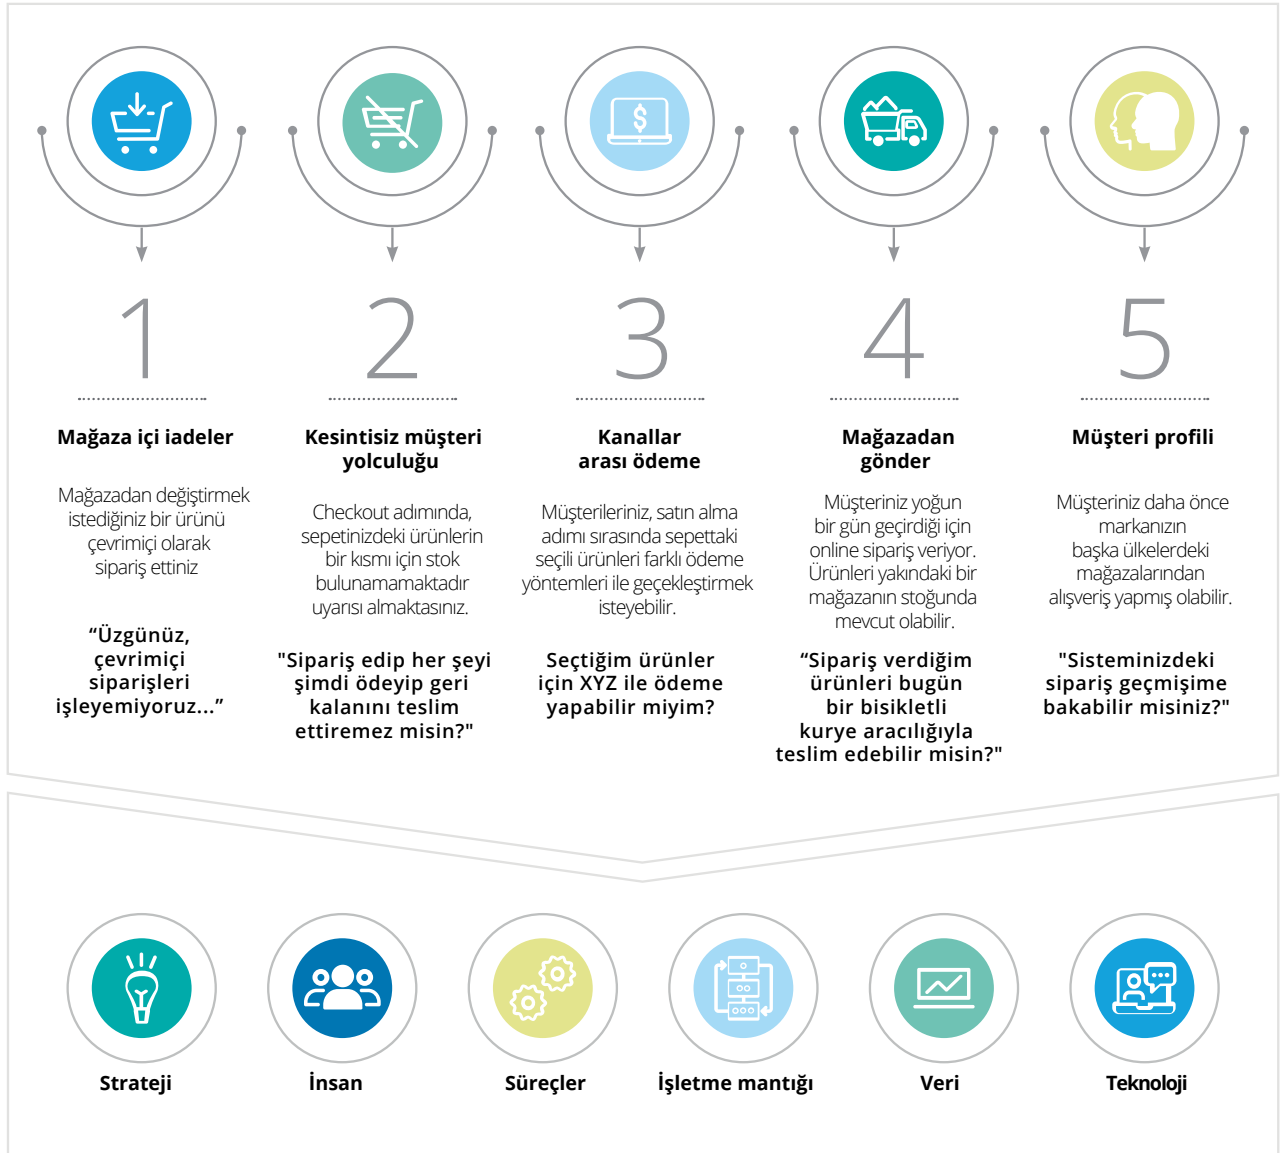 1
Mağaza içi iadeler
Mağazadan değiştirmek
istediğiniz bir ürünü
çevrimiçi olarak
sipariş ettiniz
“Üzgünüz,
çevrimiçi
siparişleri
işleyemiyoruz...”
2
Kesintisiz müşteri
yolculuğu
Checkout adımında,
sepetinizdeki ürünlerin
bir kısmı için stok
bulunamamaktadır
uyarısı almaktasınız.
"Sipariş edip her şeyi
şimdi ödeyip geri
kalanını teslim
ettiremez misin?"
3
Kanallar
arası ödeme
Müşterileriniz, satın alma
adımı sırasında sepettaki
seçili ürünleri farklı ödeme
yöntemleri ile geçekleştirmek
isteyebilir.
Seçtiğim ürünler
için XYZ ile ödeme
yapabilir miyim?
$
4
Mağazadan
gönder
Müşteriniz yoğun
bir gün geçirdiği için
online sipariş veriyor.
Ürünleri yakındaki bir
mağazanın stoğunda
mevcut olabilir.
“Sipariş verdiğim
ürünleri bugün
bir bisikletli
kurye aracılığıyla
teslim edebilir misin?"
5
Müşteri profili
Müşteriniz daha önce
markanızın
başka ülkelerdeki
mağazalarından
alışveriş yapmış olabilir.
"Sisteminizdeki
sipariş geçmişime
bakabilir misiniz?"
Strateji
İnsan
Süreçler
İşletme mantığı
Veri
Teknoloji